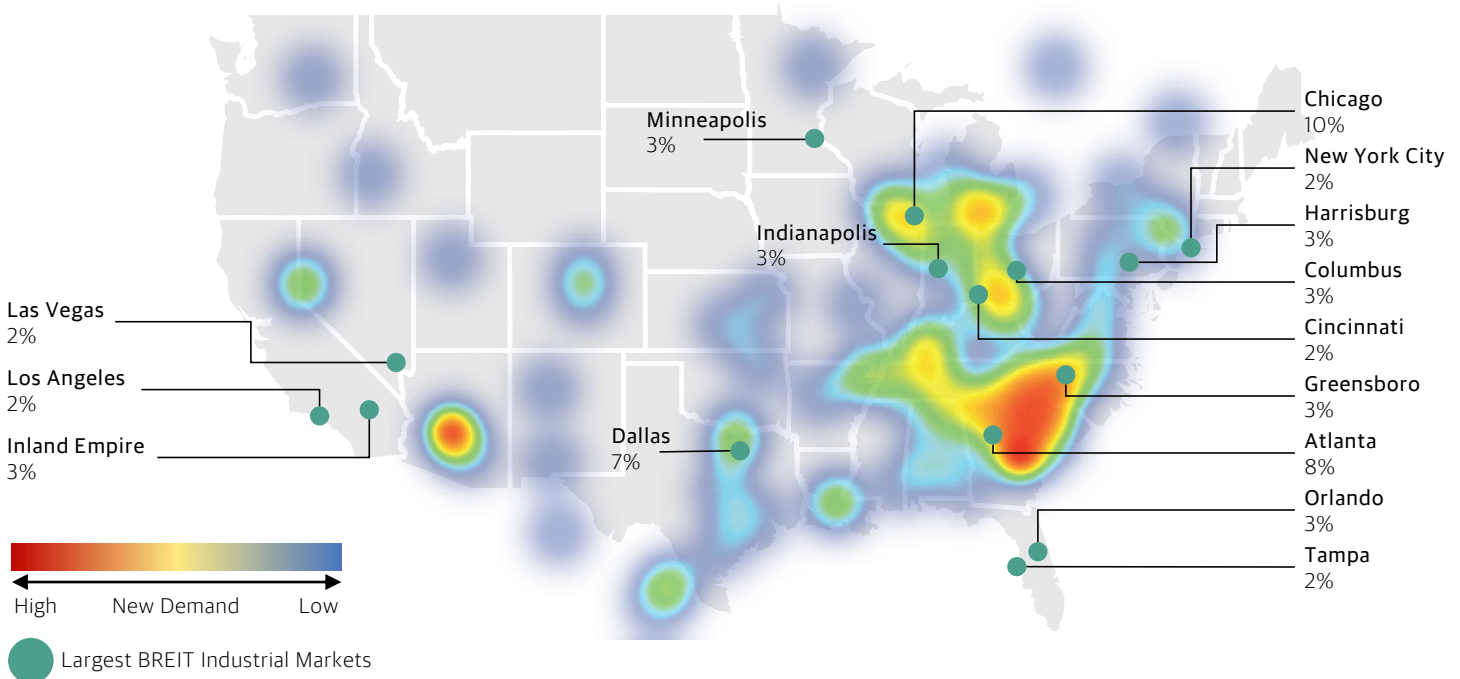 Minneapolis
3%
Indianapolis
3%
Las Vegas
2%
Los Angeles
2%
Inland Empire
3%
Dallas
7%
Chicago
10%
New York City
2%
Harrisburg
3%
Columbus
3%
Cincinnati
2%
Greensboro
3%
Atlanta
8%
Orlando
3%
Tampa
2%
High New Demand Low
Largest BREIT Industrial Markets